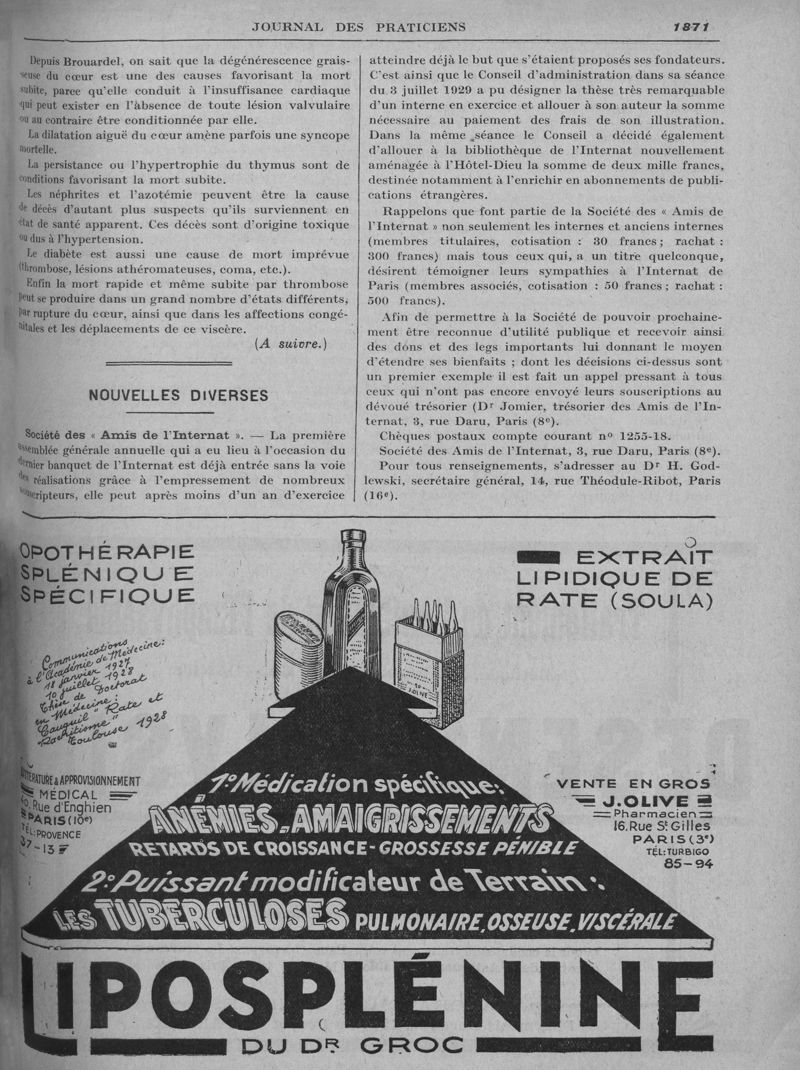 JOURNAL DES PRATICIENS
1371
Depuis Brouardel, on sait que la dégénérescence grais-
seuse du cœur est une des causes favorisant la mort
subite, parce qu'elle conduit à l'insuffisance cardiaque
qui peut exister en l'àbsence de toute lésion valvulaire
ou au contraire être conditionnée par elle.
La dilatation aiguë du cœur amène parfois une syncope
mortelle.
La persistance ou l'hypertrophie du thymus sont de
conditions favorisant la mort subite.
Les néphrites et l'azotémie peuvent être la cause
de décès d'autant plus suspects qu'ils surviennent en
état de santé apparent. Ces décès sont d'origine toxique
ou dus à l'hypertension.
Le diabète est aussi une cause de mort imprévue
(thrombose, lésions athéromateuses, coma, etc.).
Enfin la mort rapide et même subite par thrombose
peut se produire dans un grand nombre d'états différents,
par rupture du cœur, ainsi que dans les affections congé-
nitales et les déplacements de ce viscère.
(A suivre.)
NOUVELLES DIVERSES
Société des « Amis de l'Internat ». — La première
assemblée générale annuelle qui a eu lieu à l'occasion du
dernier banquet de l'Internat est déjà entrée sans la voie
des réalisations grâce à l'empressement de nombreux
souscripteurs, elle peut après moins d'un an d'exercice
atteindre déjà le but que s'étaient proposés ses fondateurs.
C'est ainsi que le Conseil d'administration dans sa séance
du 3 juillet 1929 a pu désigner la thèse très remarquable
d'un interne en exercice et allouer à son auteur la somme
nécessaire au paiement des frais de son illustration.
Dans la même séance le Conseil a décidé également
d'allouer à la bibliothèque de l'Internat nouvellement
aménagée à l'Hôtel-Dieu la somme de deux mille francs,
destinée notamment à l'enrichir en abonnements de publi-
cations étrangères.
Rappelons que font partie de la Société des « Amis de
l'Internat » non seulement les internes et anciens internes
(membres titulaires, cotisation : 30 francs ; rachat :
300 francs) mais tous ceux qui, a un titre quelconque,
désirent témoigner leurs sympathies à l'Internat de
Paris (membres associés, cotisation : 50 francs ; rachat :
500 francs).
Afin de permettre à la Société de pouvoir prochaine-
ment être reconnue d'utilité publique et recevoir ainsi
des dons et des legs importants lui donnant le moyen
d'étendre ses bienfaits ; dont les décisions ci-dessus sont
un premier exemple il est fait un appel pressant à tous
ceux qui n'ont pas encore envoyé leurs souscriptions au
dévoué trésorier (Dr Jomier, trésorier des Amis de l'In-
ternat, 3, rue Daru, Paris (8e).
Chèques postaux compte courant no 1255-18.
Société des Amis de l'Internat, 3, rue Daru, Paris (8e).
Pour tous renseignements, s'adresser au Dr H. God-
lewski, secrétaire général, 14, rue Théodule-Ribot, Paris
(16e).
OPOTHÉRAPIE
SPLÉNIQUE
SPÉCIFIQUE
EXTRAIT
LIPIDIQUE DE
RATE (SOULA)
Communications
à l'Académie de Médecine:
18 janvier 1927
10 juillet 1928
Thèse de Doctorat
en Médecine:
Cauquil "Rate et
Rachitisme"
Toulouse 1928
J.OLIVE
LITTÉRATURE & APPROVISIONNEMENT
MÉDICAL
Rue d'Enghien
PARIS (10e)
TÉL: PROVENCE
37-13
VENTE EN GROS
J.OLIVE
Pharmacien
16.Rue St Gilles
PARIS (3e)
TÉL: TURBIGO
85-94
1o Médication spécifique:
ANÉMIES-AMAIGRISSEMENTS
RETARDS DE CROISSANCE-GROSSESSE PÉNIBLE
2o Puissant modificateur de Terrain:
LES TUBERCULOSES PULMONAIRE, OSSEUSE, VISCÉRALE
LIPOSPLÉNINE
DU DR GROC